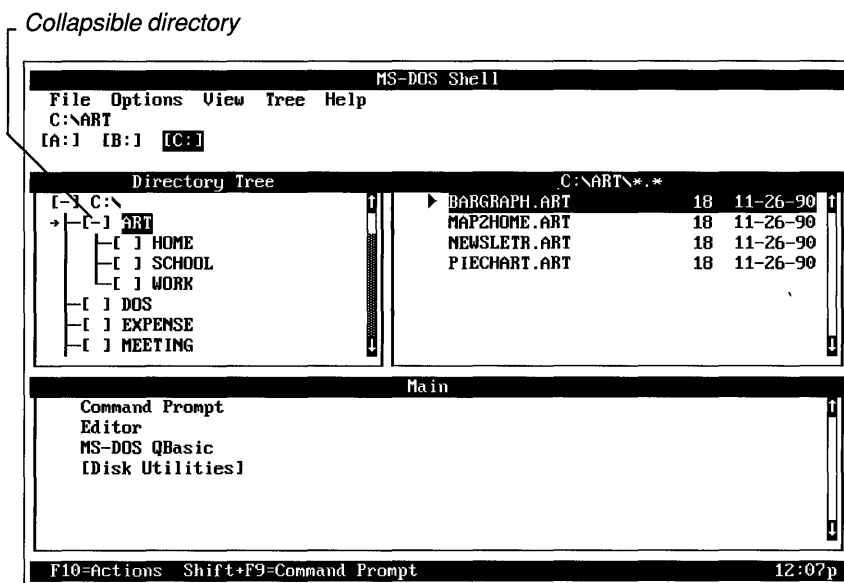 Collapsible directory
MS-DOS Shell
File Options View Tree Help
C:\ART
[A:] [B:] [C:]
Directory Tree
[-] C:\
[-] ART
[ ] HOME
[ ] SCHOOL
[ ] WORK
[ ] DOS
[ ] EXPENSE
[ ] MEETING
C:\ART\*.*
BARGRAPH.ART 18 11-26-90
MAP2HOME.ART 18 11-26-90
NEWSLETR.ART 18 11-26-90
PIECHART.ART 18 11-26-90
Main
Command Prompt
Editor
MS-DOS QBasic
[Disk Utilities]
F10=Actions Shift+F9=Command Prompt 12:07p